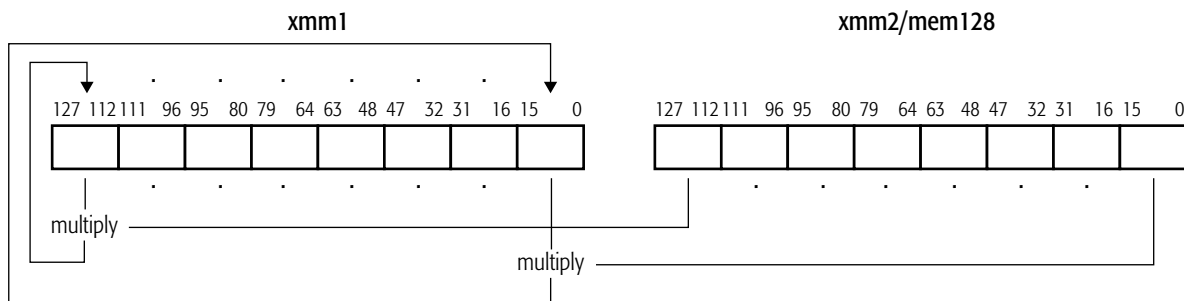 xmm1 xmm2/mem128
. . . . . .
127 112 111 96 95 80 79 64 63 48 47 32 31 16 15 0 127 112 111 96 95 80 79 64 63 48 47 32 31 16 15 0
. . . . . . . . . . . .
multiply
multiply